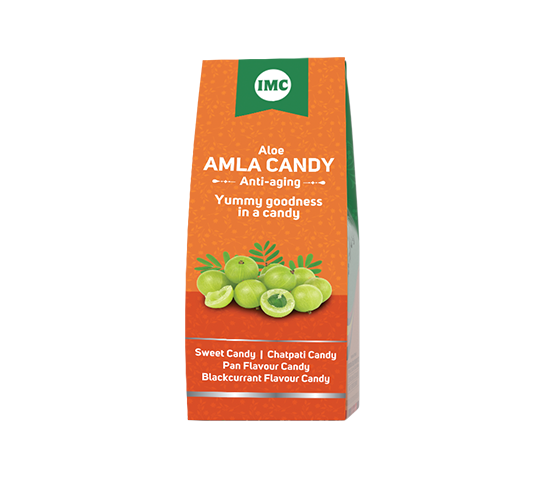 IMC
Aloe
AMLA CANDY
Anti-aging
Yummy goodness
in a candy
Sweet Candy | Chatpati Candy
Pan Flavour Candy
Blackcurrant Flavour Candy